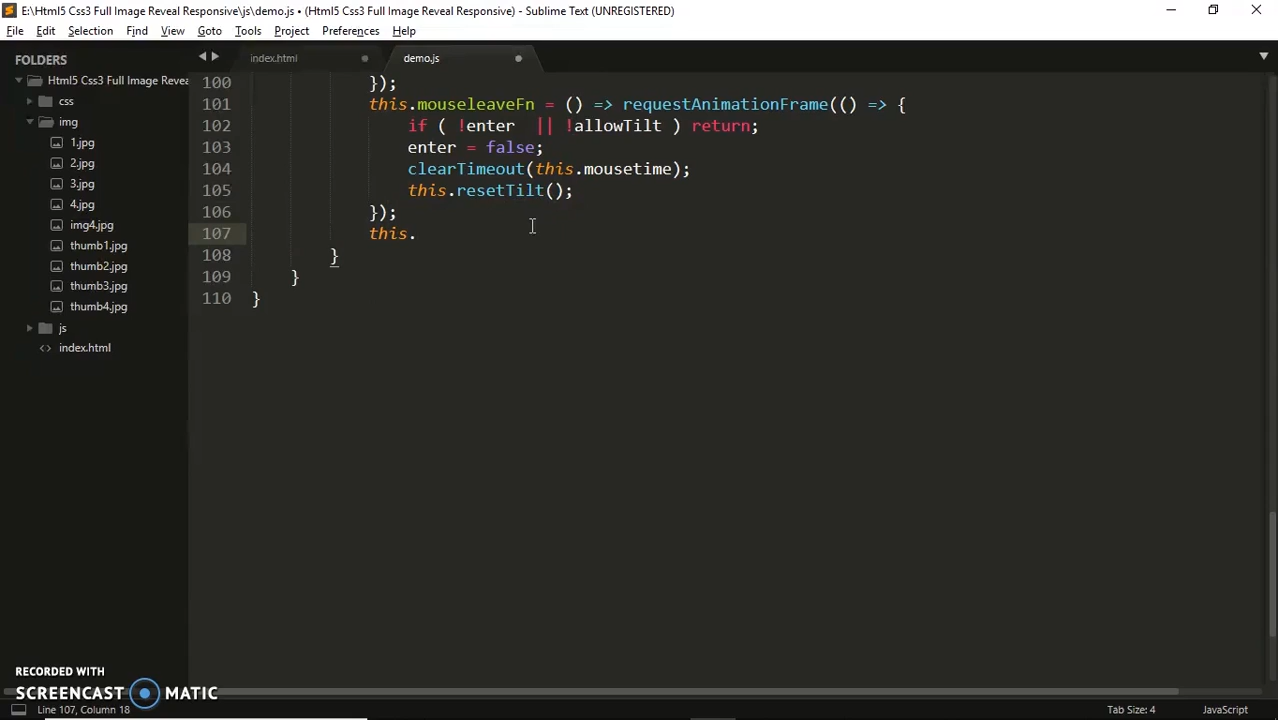 E:\Html5 Css3 Full Image Reveal Responsive\js\demo.js • (Html5 Css3 Full Image Reveal Responsive) - Sublime Text (UNREGISTERED)
File Edit Selection Find View Goto Tools Project Preferences Help
FOLDERS
Html5 Css3 Full Image Revea
css
img
1.jpg
2.jpg
3.jpg
4.jpg
img4.jpg
thumb1.jpg
thumb2.jpg
thumb3.jpg
thumb4.jpg
js
index.html
index.html demo.js
100 });
101 this.mouseleaveFn = () => requestAnimationFrame(() => {
102 if ( !enter  || !allowTilt ) return;
103 enter = false;
104 clearTimeout(this.mousetime);
105 this.resetTilt();
106 });
107 this.
108 }
109 }
110 }
RECORDED WITH
SCREENCAST MATIC
Line 107, Column 18 Tab Size: 4 JavaScript